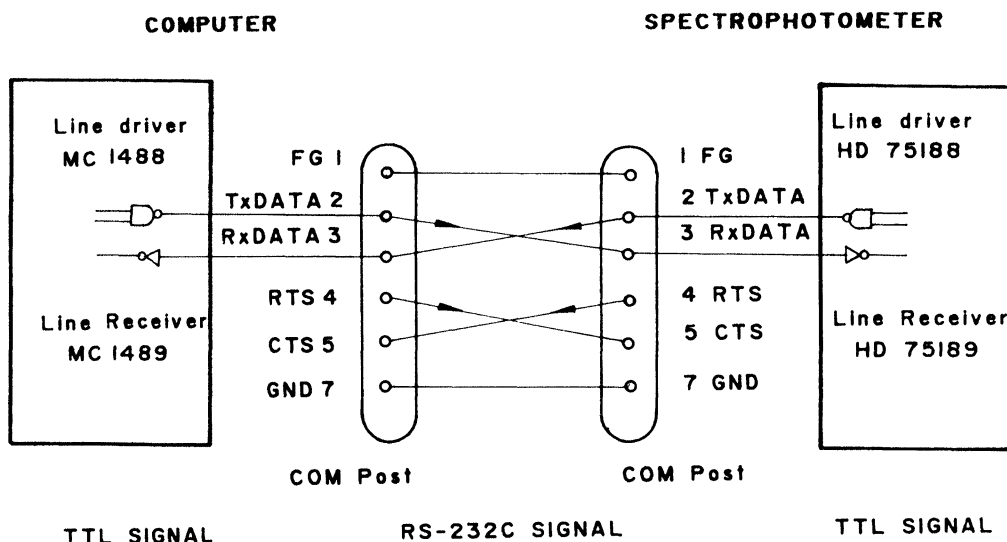 COMPUTER
SPECTROPHOTOMETER
Line driver
MC 1488
FG 1
TxDATA 2
RxDATA 3
RTS 4
CTS 5
GND 7
Line Receiver
MC 1489
1 FG
2 TxDATA
3 RxDATA
4 RTS
5 CTS
7 GND
Line driver
HD 75188
Line Receiver
HD 75189
COM Post
COM Post
TTL SIGNAL
RS-232C SIGNAL
TTL SIGNAL